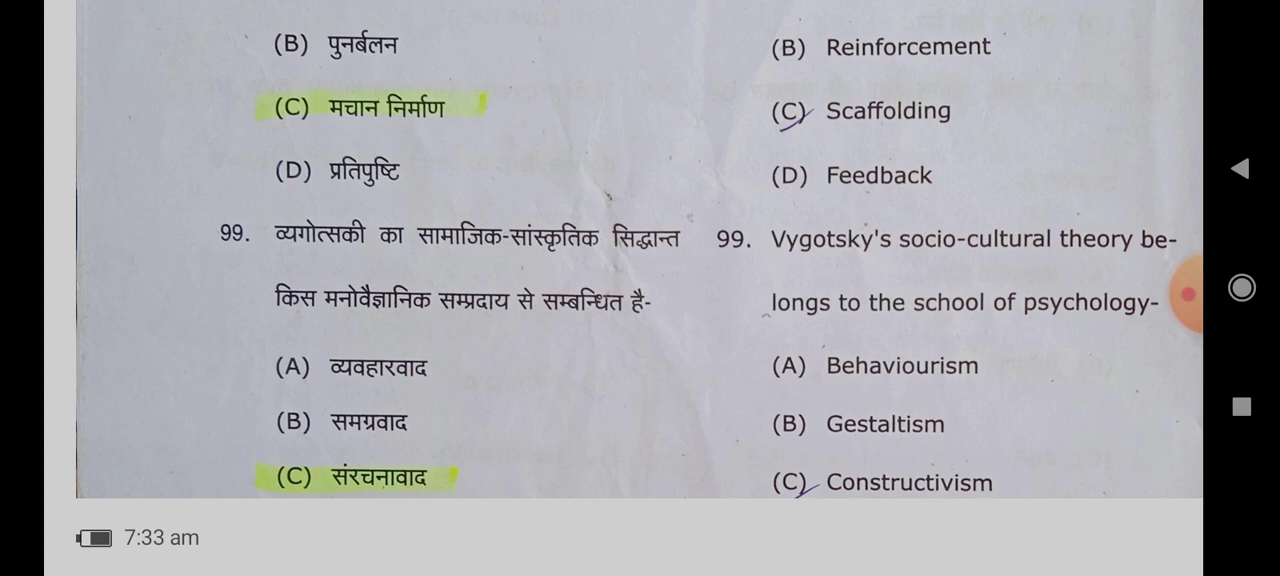 (B) पुनर्बलन
(C) मचान निर्माण
(D) प्रतिपुष्टि
99. व्यगोत्सकी का सामाजिक-सांस्कृतिक सिद्धान्त
किस मनोवैज्ञानिक सम्प्रदाय से सम्बन्धित है-
(A) व्यवहारवाद
(B) समग्रवाद
(C) संरचनावाद
(B) Reinforcement
(C) Scaffolding
(D) Feedback
99. Vygotsky's socio-cultural theory be-
longs to the school of psychology-
(A) Behaviourism
(B) Gestaltism
(C) Constructivism
7:33 am